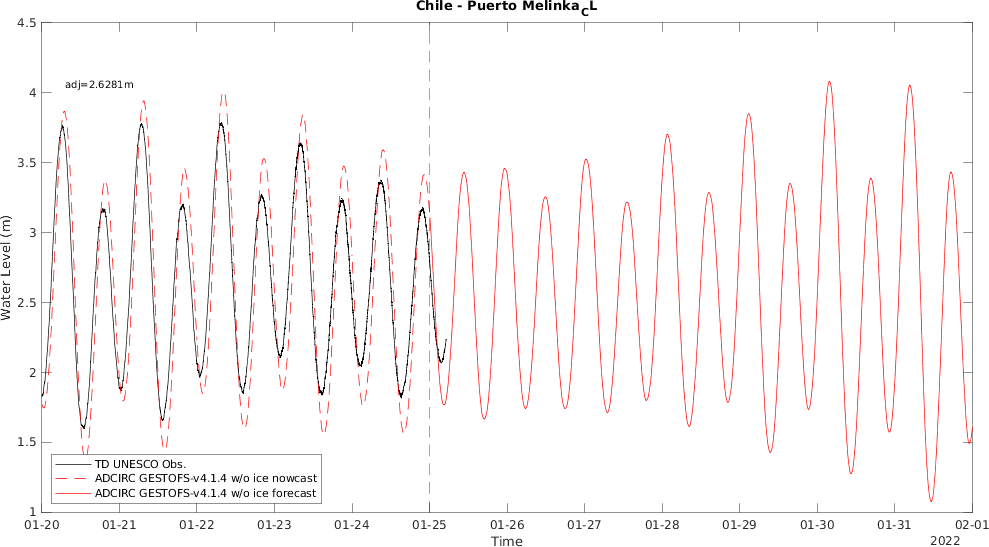 Chile - Puerto Melinka_CL
4.5
4
3.5
3
2.5
2
1.5
1
Water Level (m)
adj=2.6281m
TD UNESCO Obs.
ADCIRC GESTOFS-v4.1.4 w/o ice nowcast
ADCIRC GESTOFS-v4.1.4 w/o ice forecast
01-20 01-21 01-22 01-23 01-24 01-25 01-26 01-27 01-28 01-29 01-30 01-31 02-01
Time
2022